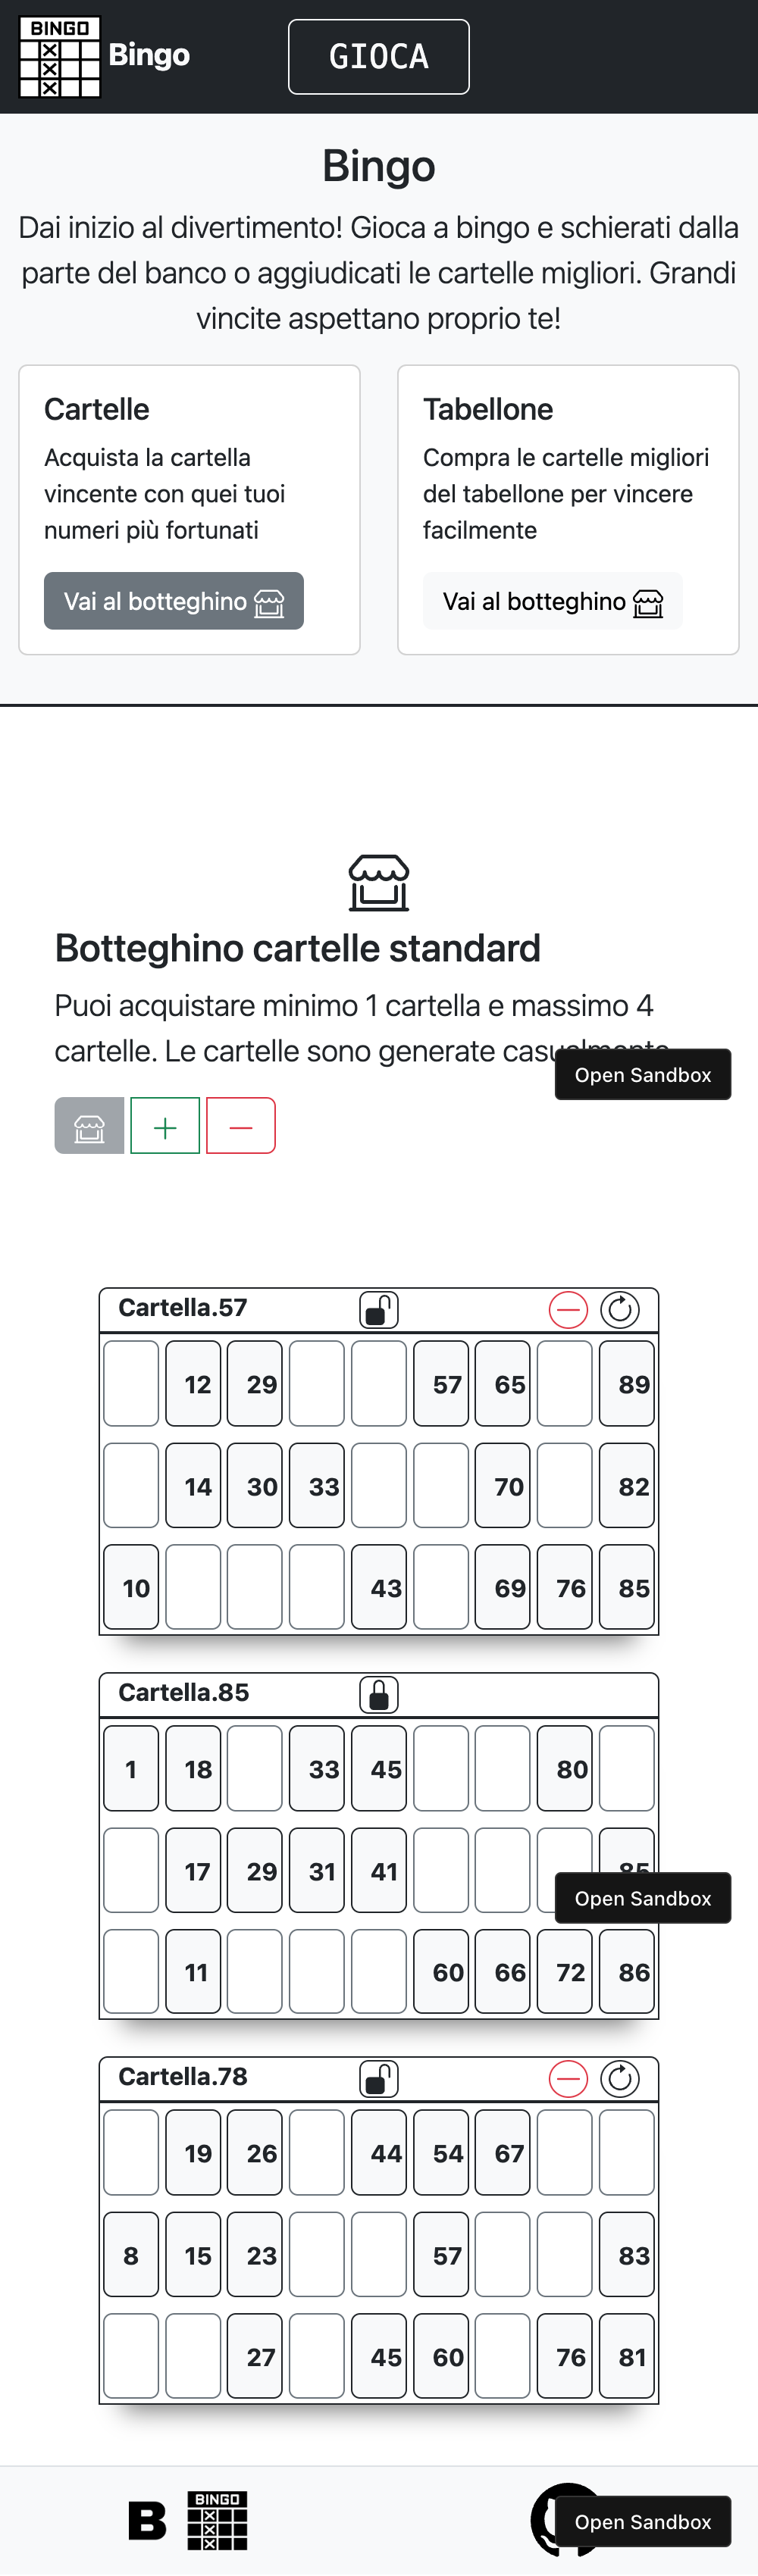 BINGO
Bingo
GIOCA
Bingo
Dai inizio al divertimento! Gioca a bingo e schierati dalla
parte del banco o aggiudicati le cartelle migliori. Grandi
vincite aspettano proprio te!
Cartelle
Acquista la cartella
vincente con quei tuoi
numeri più fortunati
Vai al botteghino
Tabellone
Compra le cartelle migliori
del tabellone per vincere
facilmente
Vai al botteghino
Botteghino cartelle standard
Puoi acquistare minimo 1 cartella e massimo 4
cartelle. Le cartelle sono generate casualmente
Open Sandbox
Cartella.57
12 29 57 65 89
14 30 33 70 82
10 43 69 76 85
Cartella.85
1 18 33 45 80
17 29 31 41 85
Open Sandbox
11 60 66 72 86
Cartella.78
19 26 44 54 67
8 15 23 57 83
27 45 60 76 81
B
BINGO
Open Sandbox